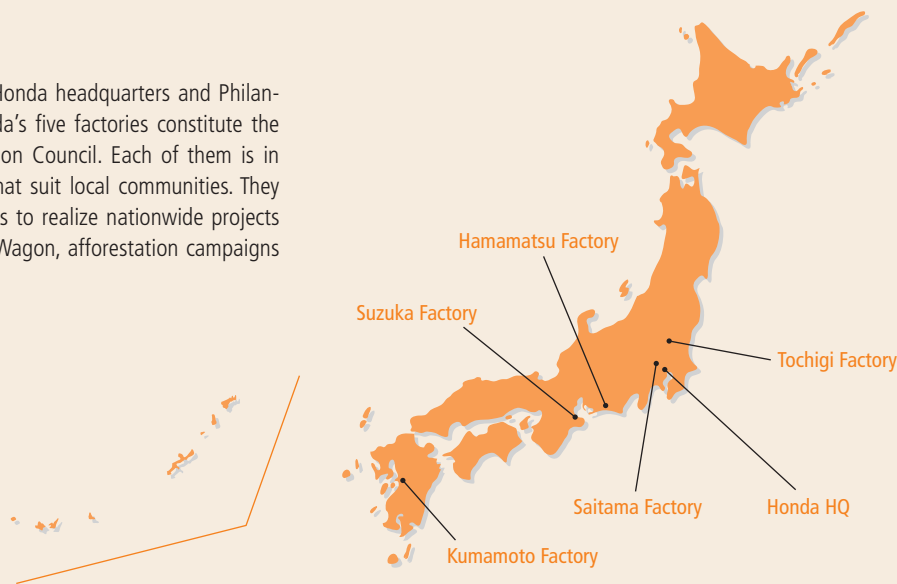 Honda headquarters and Philan-
da's five factories constitute the
on Council. Each of them is in
hat suit local communities. They
s to realize nationwide projects
Wagon, afforestation campaigns
Hamamatsu Factory
Suzuka Factory
Tochigi Factory
Saitama Factory
Honda HQ
Kumamoto Factory